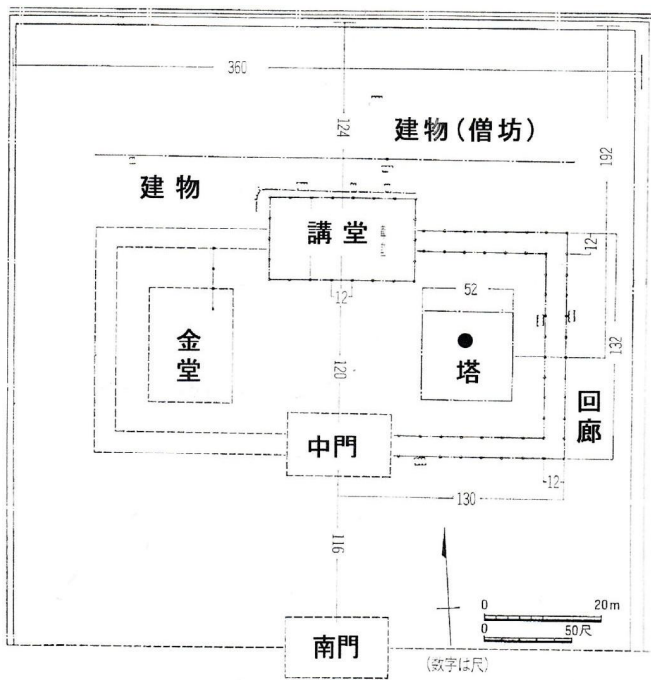 360
124
建物(僧坊)
192
建物
講堂
12
12
52
金堂
塔
120
132
回廊
中門
12
130
116
0 20m
0 50尺
南門
(数字は尺)